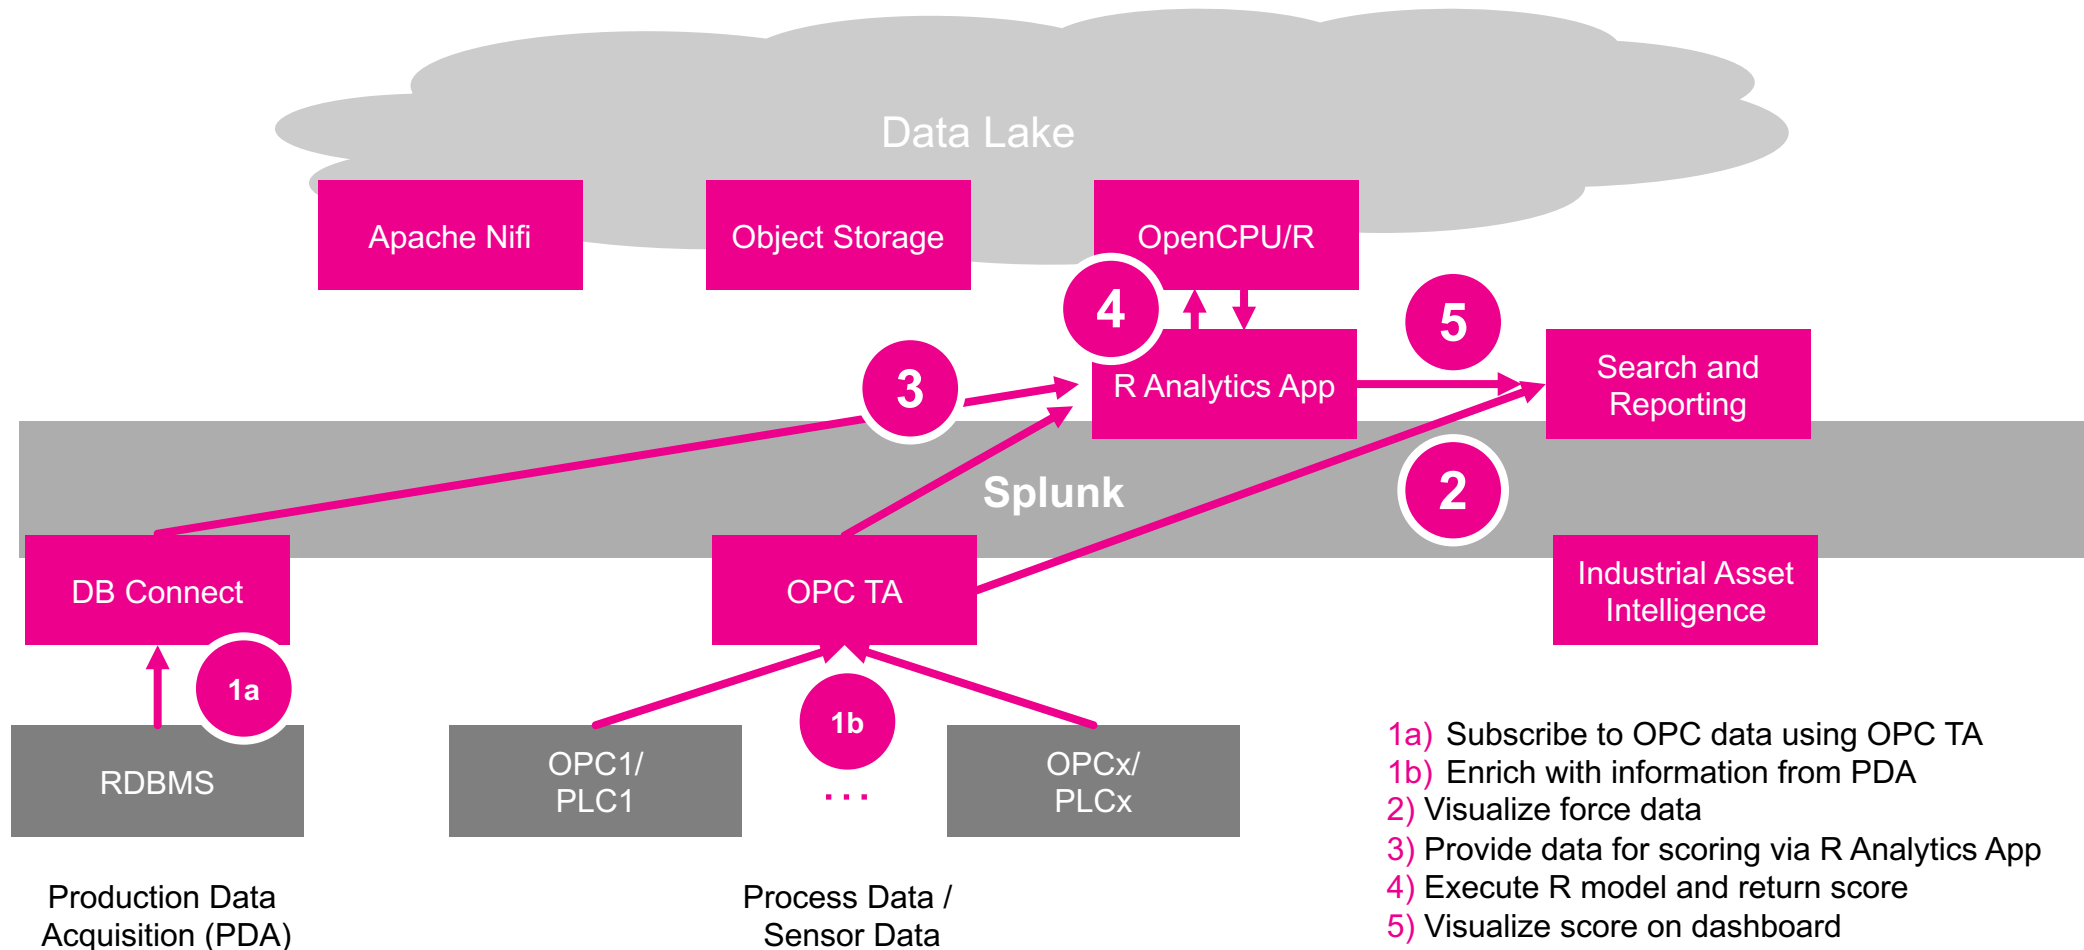 Data Lake
Apache Nifi
Object Storage
OpenCPU/R
4
5
3
R Analytics App
Search and
Reporting
Splunk
2
DB Connect
OPC TA
Industrial Asset
Intelligence
1a
1b
RDBMS
OPC1/
PLC1
...
OPCx/
PLCx
Production Data
Acquisition (PDA)
Process Data /
Sensor Data
1a) Subscribe to OPC data using OPC TA
1b) Enrich with information from PDA
2) Visualize force data
3) Provide data for scoring via R Analytics App
4) Execute R model and return score
5) Visualize score on dashboard